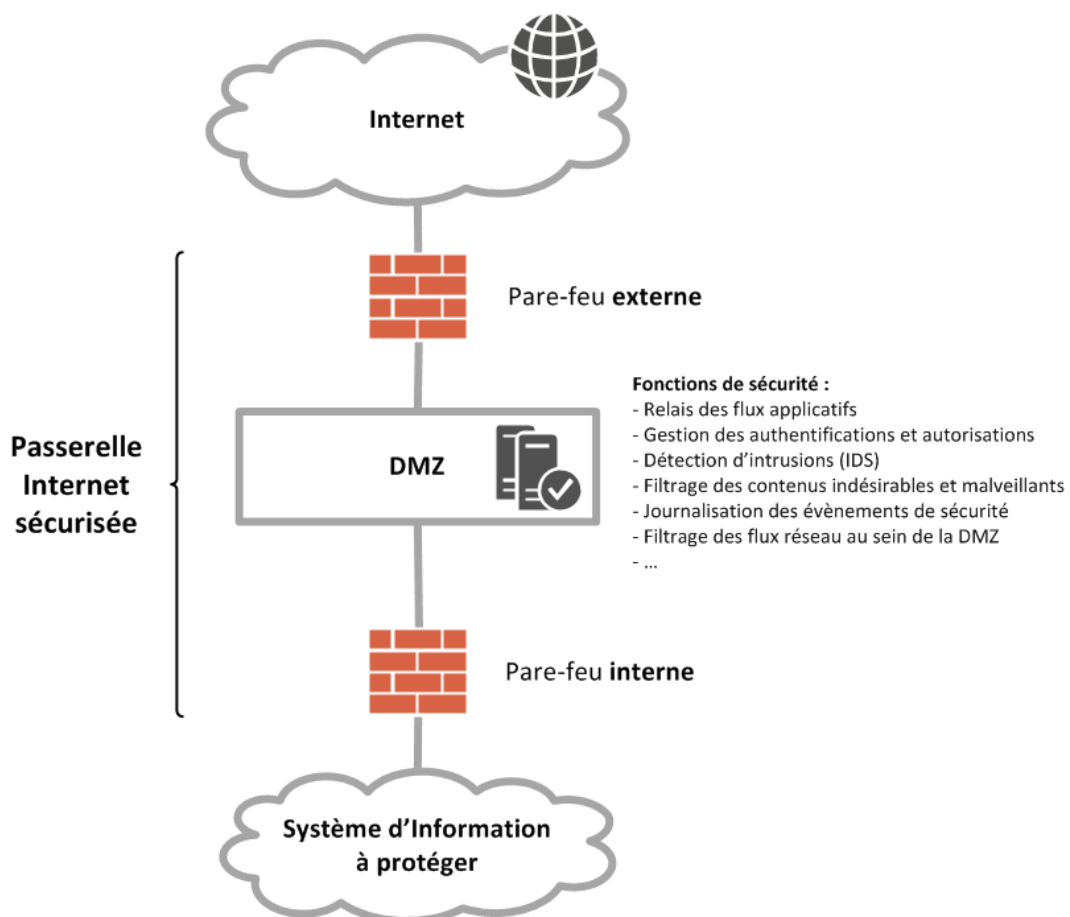 Internet
Pare-feu externe
Fonctions de sécurité :
- Relais des flux applicatifs
- Gestion des authentifications et autorisations
- Détection d’intrusions (IDS)
- Filtrage des contenus indésirables et malveillants
- Journalisation des évènements de sécurité
- Filtrage des flux réseau au sein de la DMZ
- ...
Passerelle
Internet
sécurisée
DMZ
Pare-feu interne
Système d’Information
à protéger